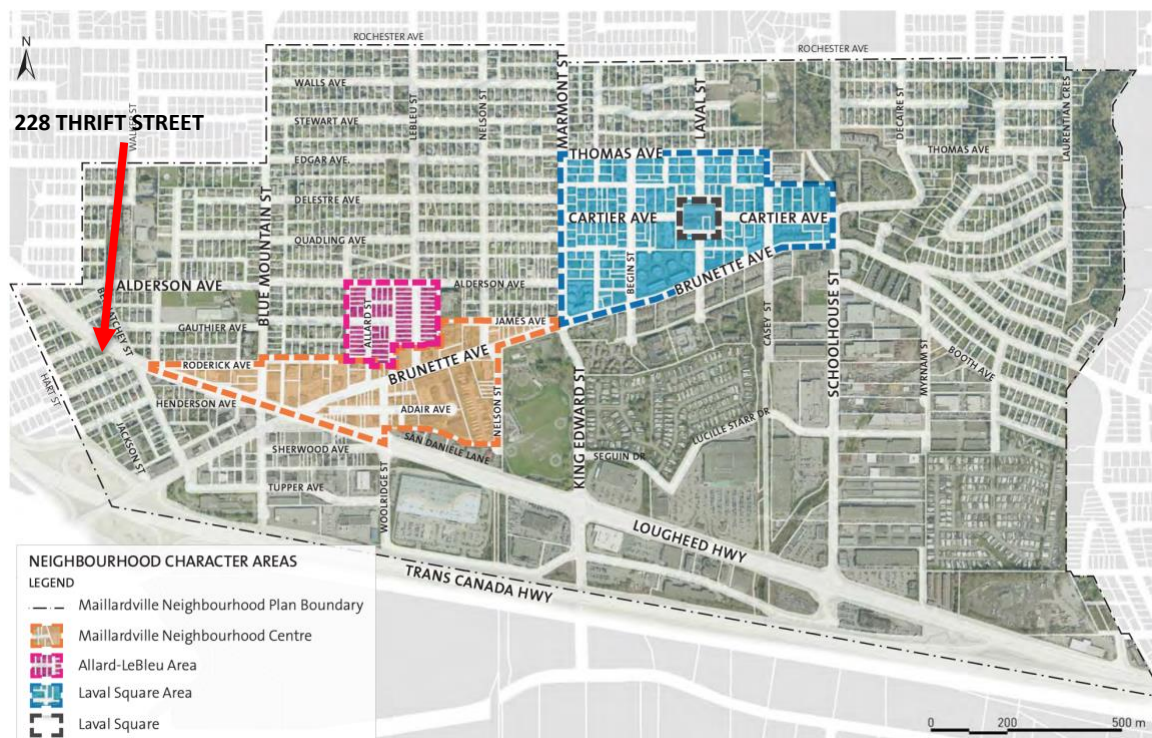 ROCHESTER AVE
ROCHESTER AVE
N
WALLS AVE
MARMONT ST
LEBLEU ST
NELSON ST
LAVAL ST
DECAIRE ST
LAURENTIAN CRES
228 THRIFT STREET
STEWART AVE
EDGAR AVE.
THOMAS AVE
THOMAS AVE
DELESTRE AVE
CARTIER AVE
CARTIER AVE
QUADLING AVE
BLUE MOUNTAIN ST
BEGIN ST
BRUNETTE AVE
ALDERSON AVE
ALDERSON AVE
GAUTHIER AVE
ALLARD ST
JAMES AVE
CASEY ST
SCHOOLHOUSE ST
MYRNAM ST
BOOTH AVE
RODERICK AVE
BRUNETTE AVE
HART ST
HENDERSON AVE
ADAIR AVE
NELSON ST
KING EDWARD ST
LUCILLE STARR DR
JACKSON ST
SHERWOOD AVE
SAN DANIELE LANE
SEGUIN DR
TUPPER AVE
WOOLRIDGE ST
LOUGHEED HWY
TRANS CANADA HWY
NEIGHBOURHOOD CHARACTER AREAS
LEGEND
Maillardville Neighbourhood Plan Boundary
Maillardville Neighbourhood Centre
Allard-LeBleu Area
Laval Square Area
Laval Square
0 200 500 m